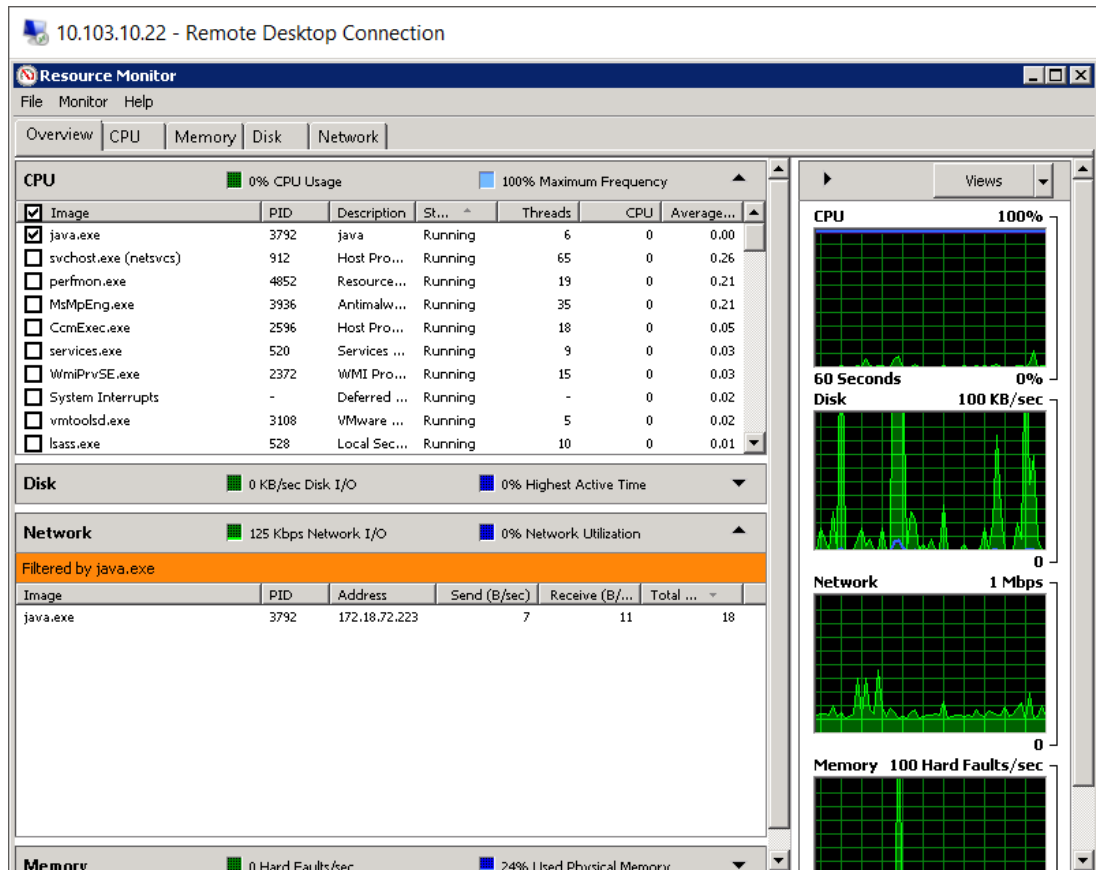 10.103.10.22 - Remote Desktop Connection
Resource Monitor
File Monitor Help
Overview CPU Memory Disk Network
CPU 0% CPU Usage 100% Maximum Frequency
Image PID Description St... Threads CPU Average...
java.exe 3792 java Running 6 0 0.00
svchost.exe (netsvcs) 912 Host Pro... Running 65 0 0.26
perfmon.exe 4852 Resource... Running 19 0 0.21
MsMpEng.exe 3936 Antimalw... Running 35 0 0.21
CcmExec.exe 2596 Host Pro... Running 18 0 0.05
services.exe 520 Services ... Running 9 0 0.03
WmiPrvSE.exe 2372 WMI Pro... Running 15 0 0.03
System Interrupts - Deferred ... Running - 0 0.02
vmtoolsd.exe 3108 VMware ... Running 5 0 0.02
lsass.exe 528 Local Sec... Running 10 0 0.01
Disk 0 KB/sec Disk I/O 0% Highest Active Time
Network 125 Kbps Network I/O 0% Network Utilization
Filtered by java.exe
Image PID Address Send (B/sec) Receive (B/... Total ...
java.exe 3792 172.18.72.223 7 11 18
Memory 0 Hard Faults/sec 24% Used Physical Memory
Views
CPU 100%
60 Seconds 0%
Disk 100 KB/sec
0
Network 1 Mbps
0
Memory 100 Hard Faults/sec